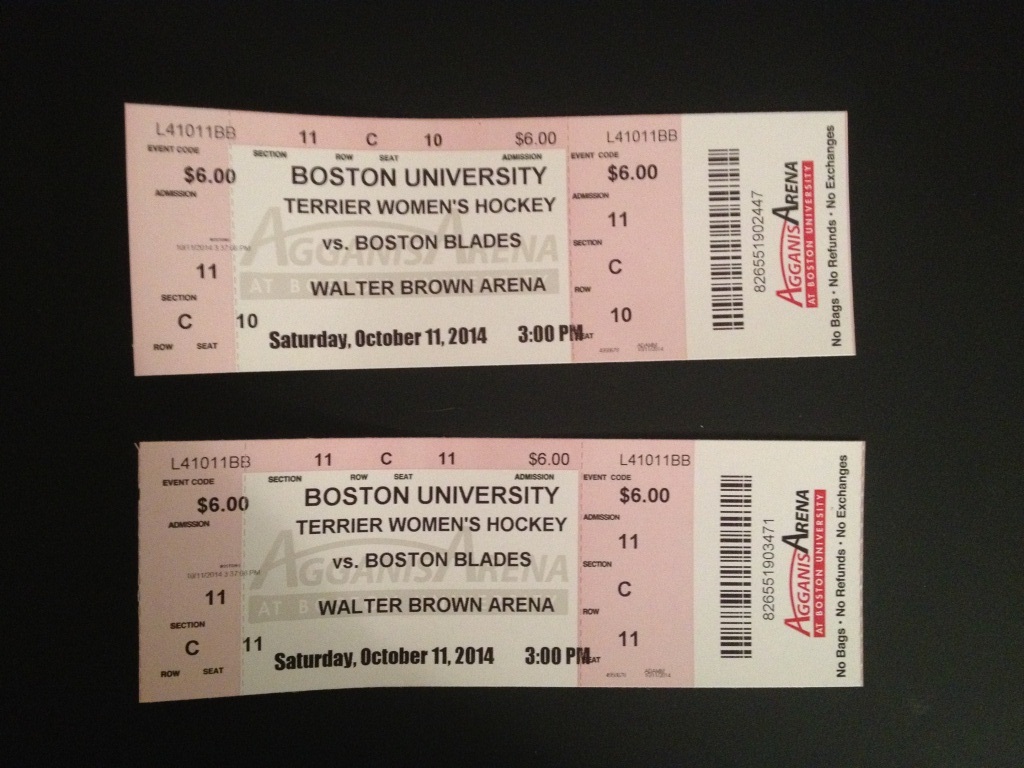 L41011BB 11 C 10 $6.00 L41011BB
EVENT CODE SECTION ROW SEAT ADMISSION EVENT CODE
$6.00 BOSTON UNIVERSITY $6.00
ADMISSION TERRIER WOMEN'S HOCKEY ADMISSION
11
vs. BOSTON BLADES SECTION
AGGANIS ARENA
AT B
11 C
SECTION WALTER BROWN ARENA ROW
C 10 10
ROW SEAT Saturday, October 11, 2014 3:00 PM
826551902447
AGGANIS ARENA
AT BOSTON UNIVERSITY
No Bags • No Refunds • No Exchanges
L41011BB 11 C 11 $6.00 L41011BB
EVENT CODE SECTION ROW SEAT ADMISSION EVENT CODE
$6.00 BOSTON UNIVERSITY $6.00
ADMISSION TERRIER WOMEN'S HOCKEY ADMISSION
11
vs. BOSTON BLADES SECTION
AGGANIS ARENA
AT B
11 C
SECTION WALTER BROWN ARENA ROW
C 11 11
ROW SEAT Saturday, October 11, 2014 3:00 PM
826551903471
AGGANIS ARENA
AT BOSTON UNIVERSITY
No Bags • No Refunds • No Exchanges